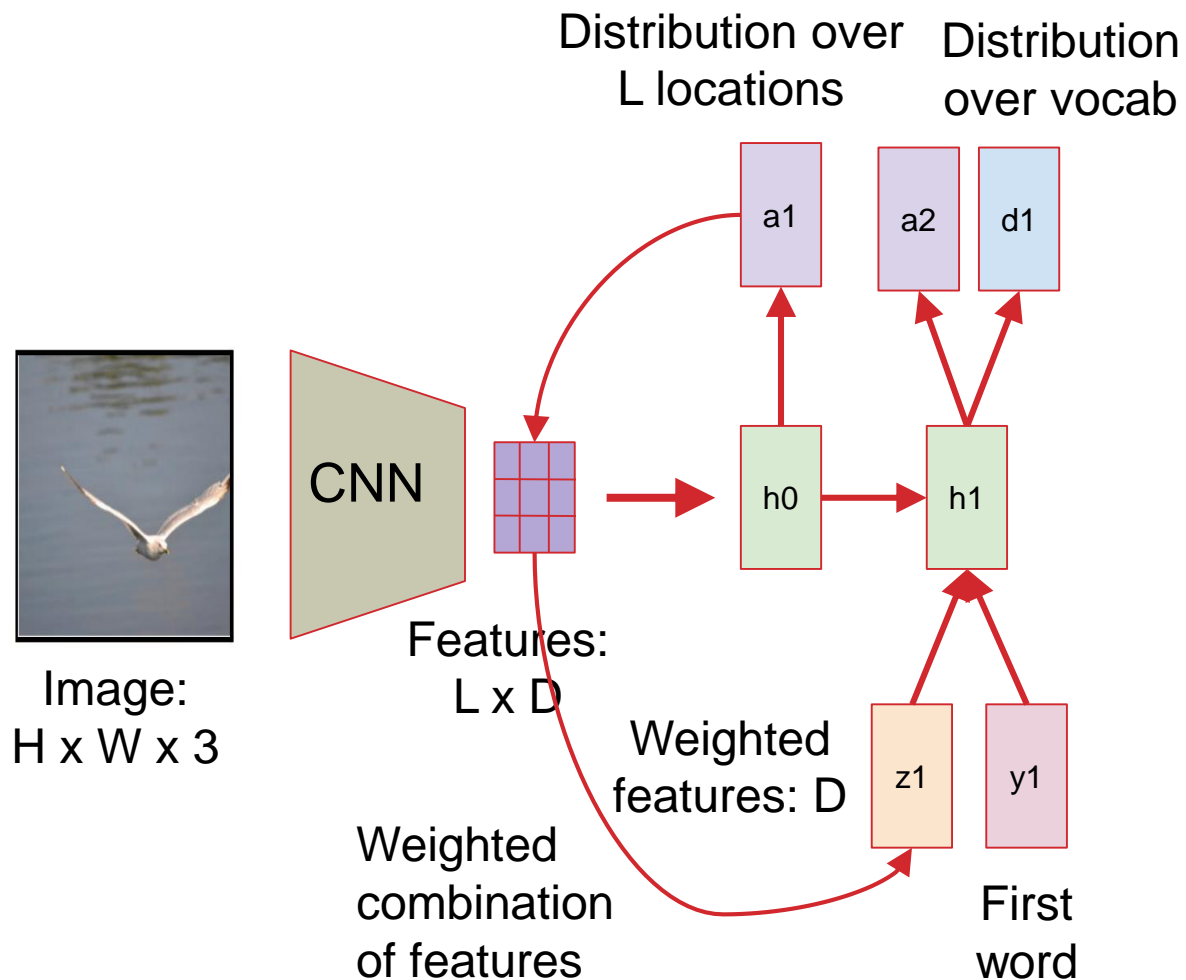 Distribution over
L locations
Distribution
over vocab
a1
a2
d1
CNN
h0
h1
Features:
L x D
Image:
H x W x 3
Weighted
features: D
z1
y1
Weighted
combination
of features
First
word